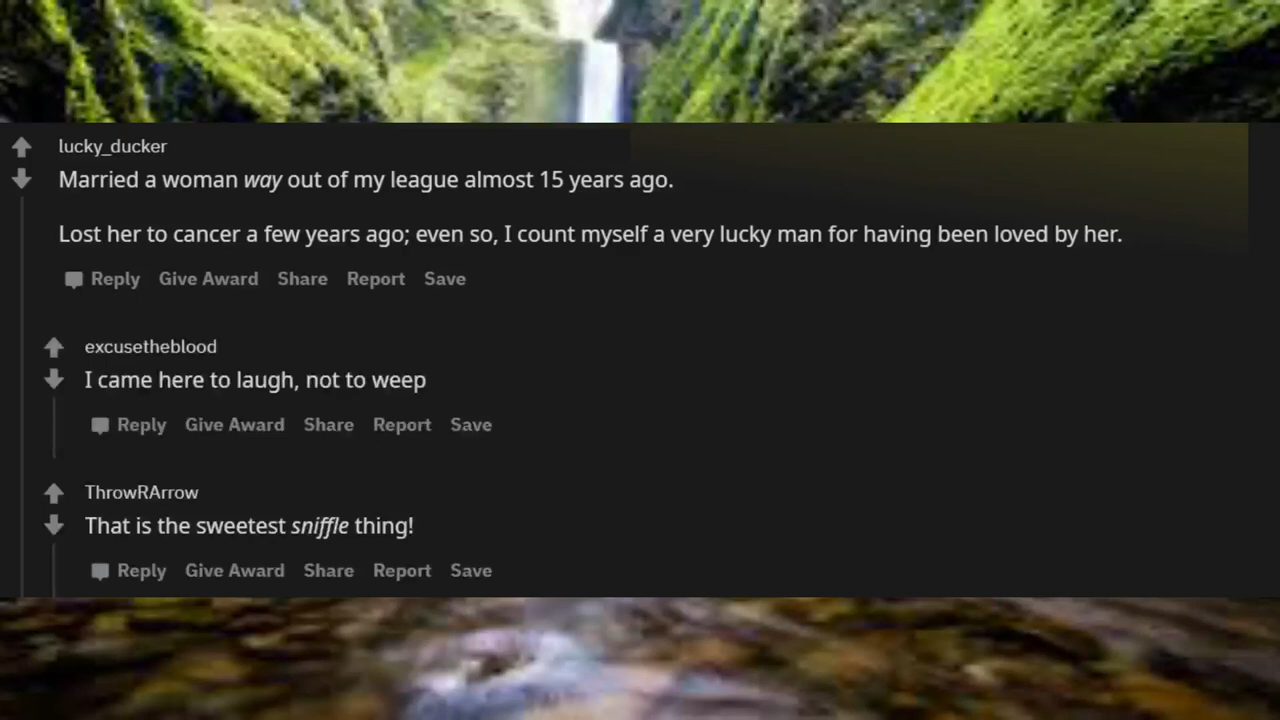 lucky_ducker
Married a woman way out of my league almost 15 years ago.
Lost her to cancer a few years ago; even so, I count myself a very lucky man for having been loved by her.
Reply Give Award Share Report Save
excusetheblood
I came here to laugh, not to weep
Reply Give Award Share Report Save
ThrowRArrow
That is the sweetest sniffle thing!
Reply Give Award Share Report Save